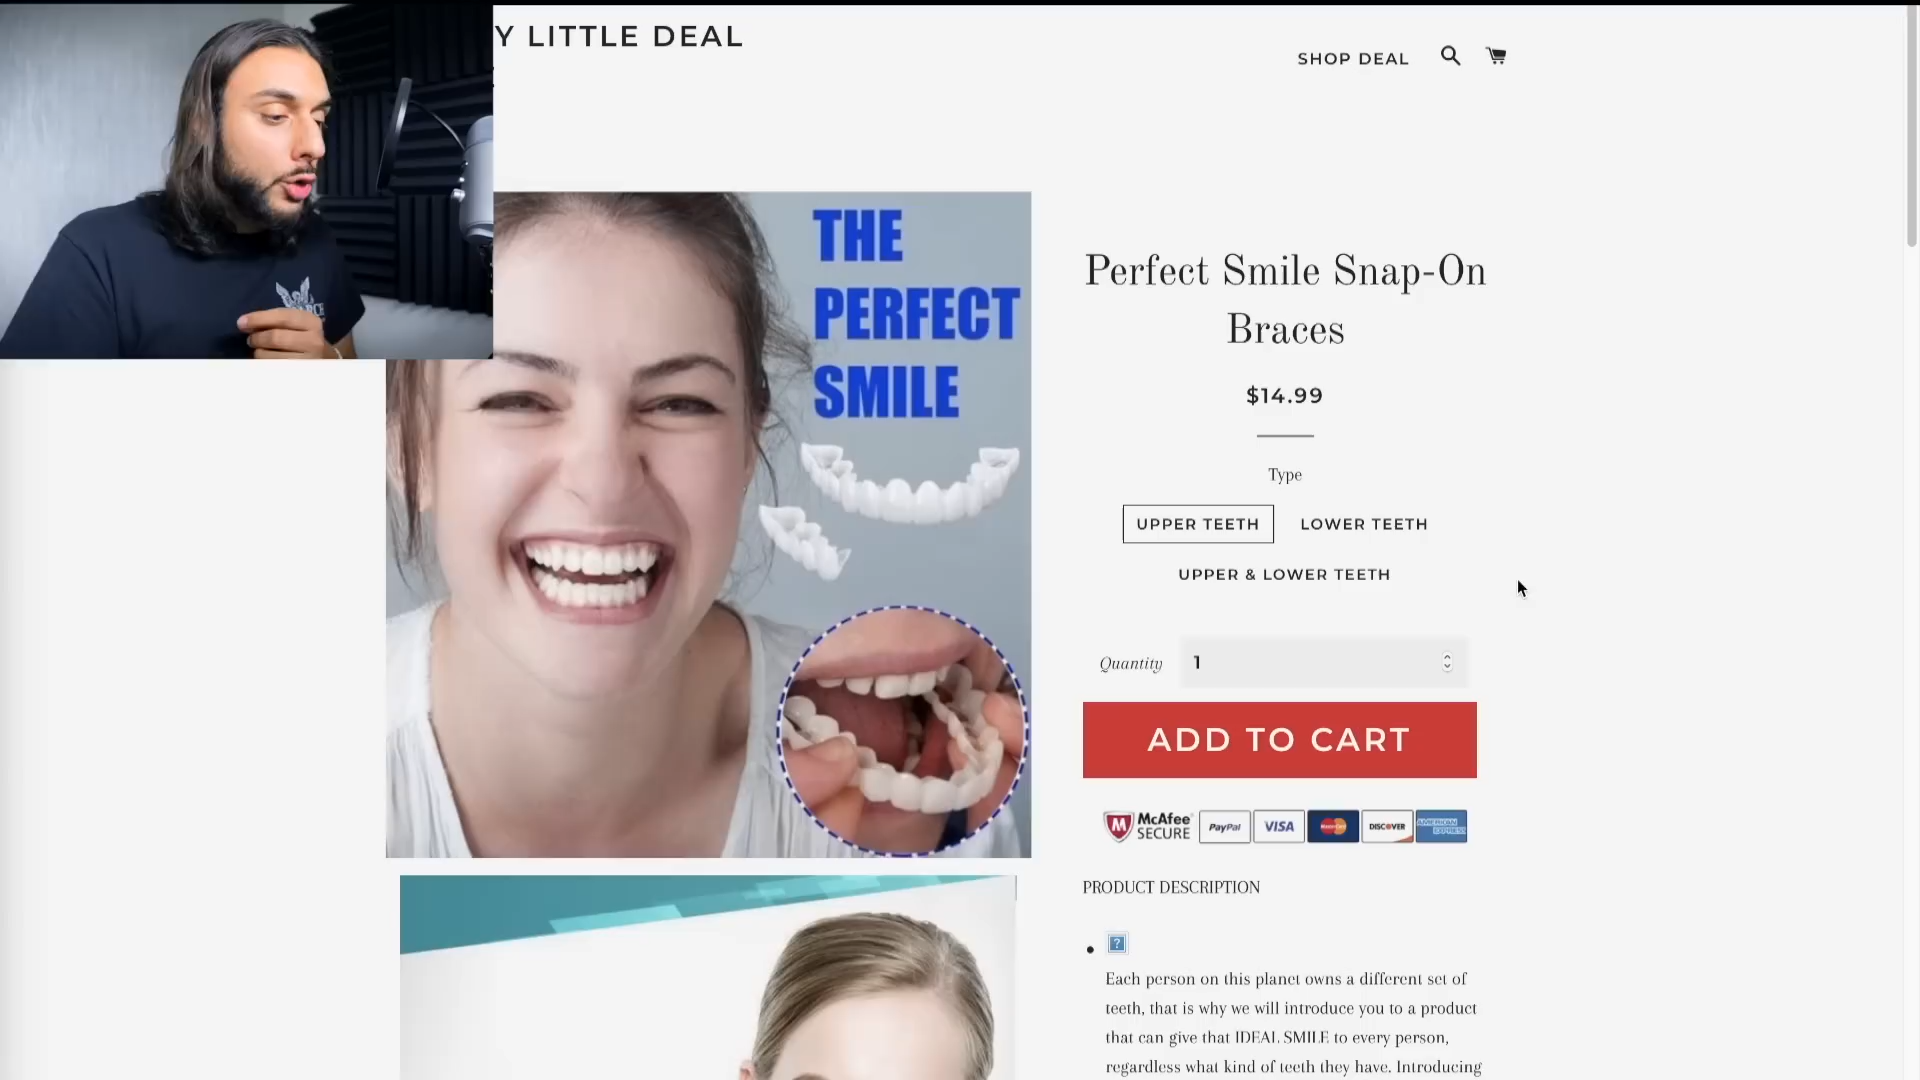 Y LITTLE DEAL
SHOP DEAL
THE
PERFECT
SMILE
Perfect Smile Snap-On
Braces
$14.99
Type
UPPER TEETH
LOWER TEETH
UPPER & LOWER TEETH
Quantity
1
ADD TO CART
McAfee
SECURE
PayPal
VISA
MasterCard
DISCOVER
AMERICAN
EXPRESS
PRODUCT DESCRIPTION
?
Each person on this planet owns a different set of
teeth, that is why we will introduce you to a product
that can give that IDEAL SMILE to every person,
regardless what kind of teeth they have. Introducing